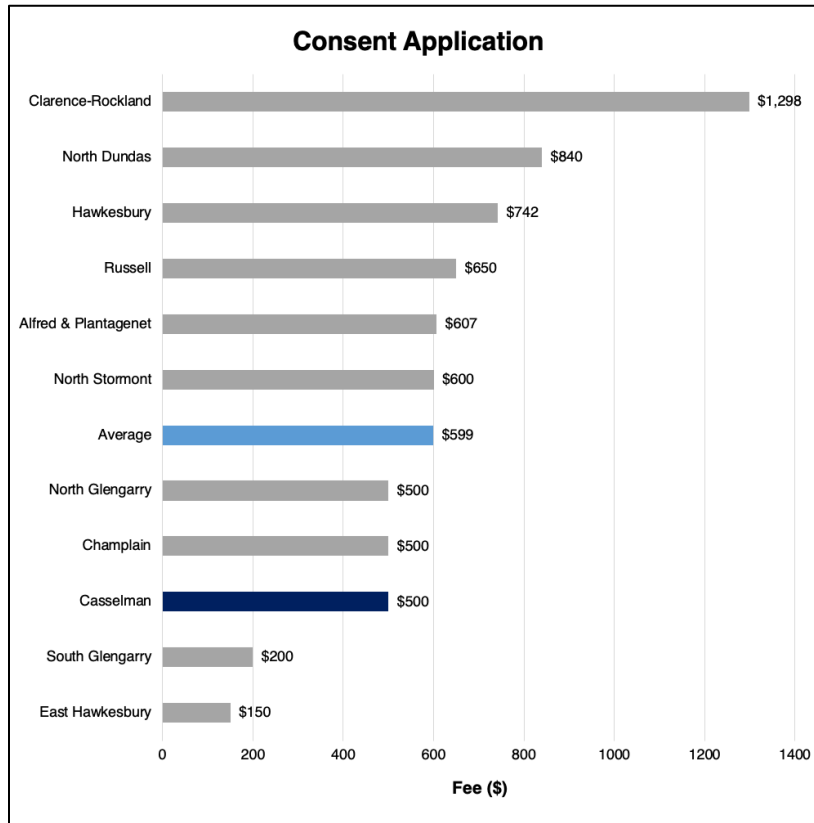 Consent Application
Clarence-Rockland $1,298
North Dundas $840
Hawkesbury $742
Russell $650
Alfred & Plantagenet $607
North Stormont $600
Average $599
North Glengarry $500
Champlain $500
Casselman $500
South Glengarry $200
East Hawkesbury $150
0 200 400 600 800 1000 1200 1400
Fee ($)